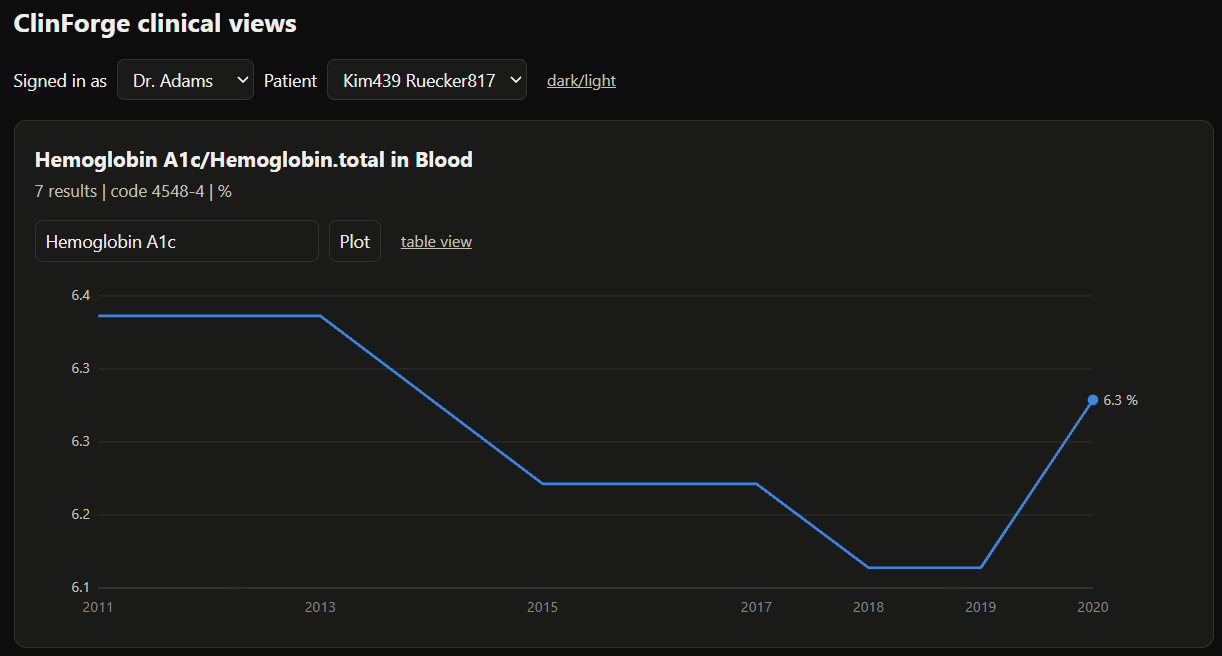 ClinForge clinical views
Signed in as Dr. Adams Patient Kim439 Ruecker817 dark/light
Hemoglobin A1c/Hemoglobin.total in Blood
7 results | code 4548-4 | %
Hemoglobin A1c Plot table view
6.4
6.3
6.3 %
6.3
6.2
6.1
2011 2013 2015 2017 2018 2019 2020